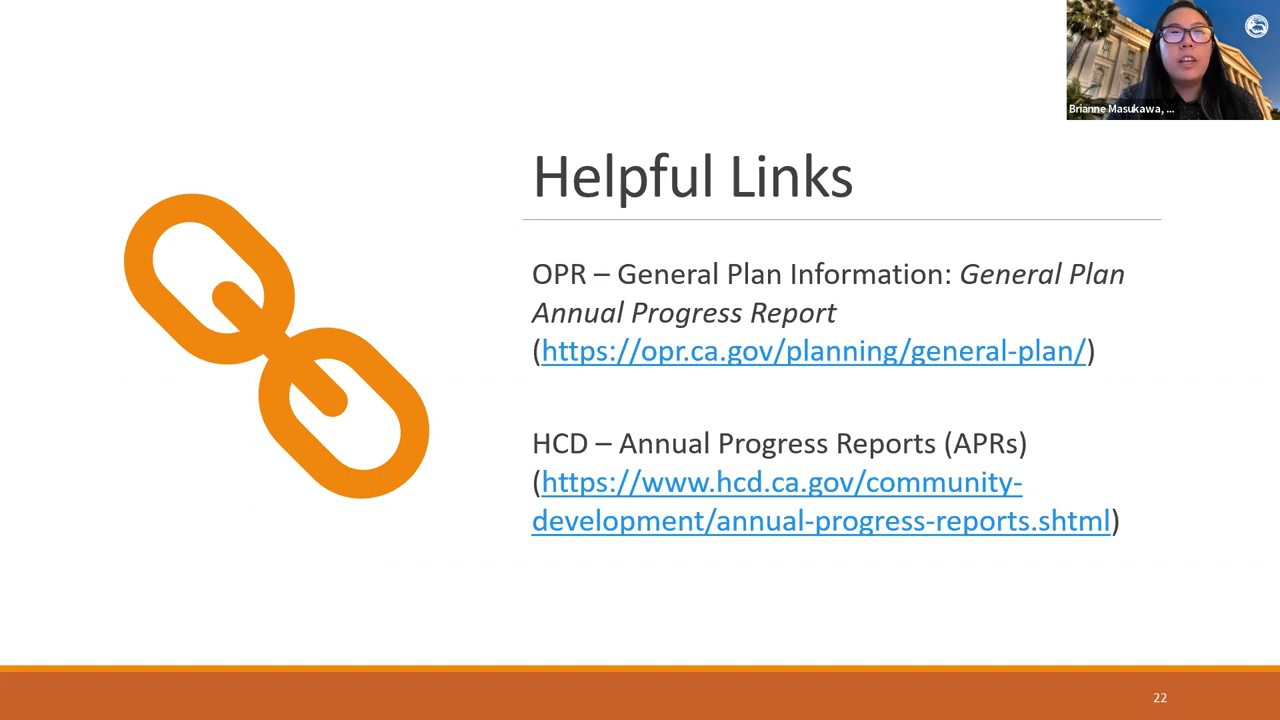 Brianne Masukawa, ...
Helpful Links
OPR – General Plan Information: General Plan
Annual Progress Report
(https://opr.ca.gov/planning/general-plan/)
HCD – Annual Progress Reports (APRs)
(https://www.hcd.ca.gov/community-
development/annual-progress-reports.shtml)
22